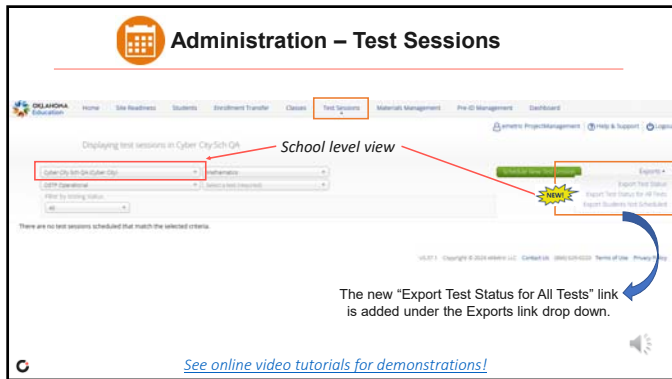 Administration – Test Sessions
OKLAHOMA
Education
Home Site Readiness Students Enrollment Transfer Classes Test Sessions Materials Management Pre-ID Management Dashboard
emetric ProjectManagement Help & Support Logout
Displaying test sessions in Cyber City Sch QA
School level view
Cyber City Sch QA (Cyber City) Mathematics
Schedule New Test Session Exports
OSTP Operational Select a test (required)
NEW!
Export Test Status
Export Test Status for All Tests
Export Students Not Scheduled
Filter by testing status:
All
There are no test sessions scheduled that match the selected criteria.
Contact Us Terms of Use Privacy Policy
The new “Export Test Status for All Tests” link
is added under the Exports link drop down.
See online video tutorials for demonstrations!